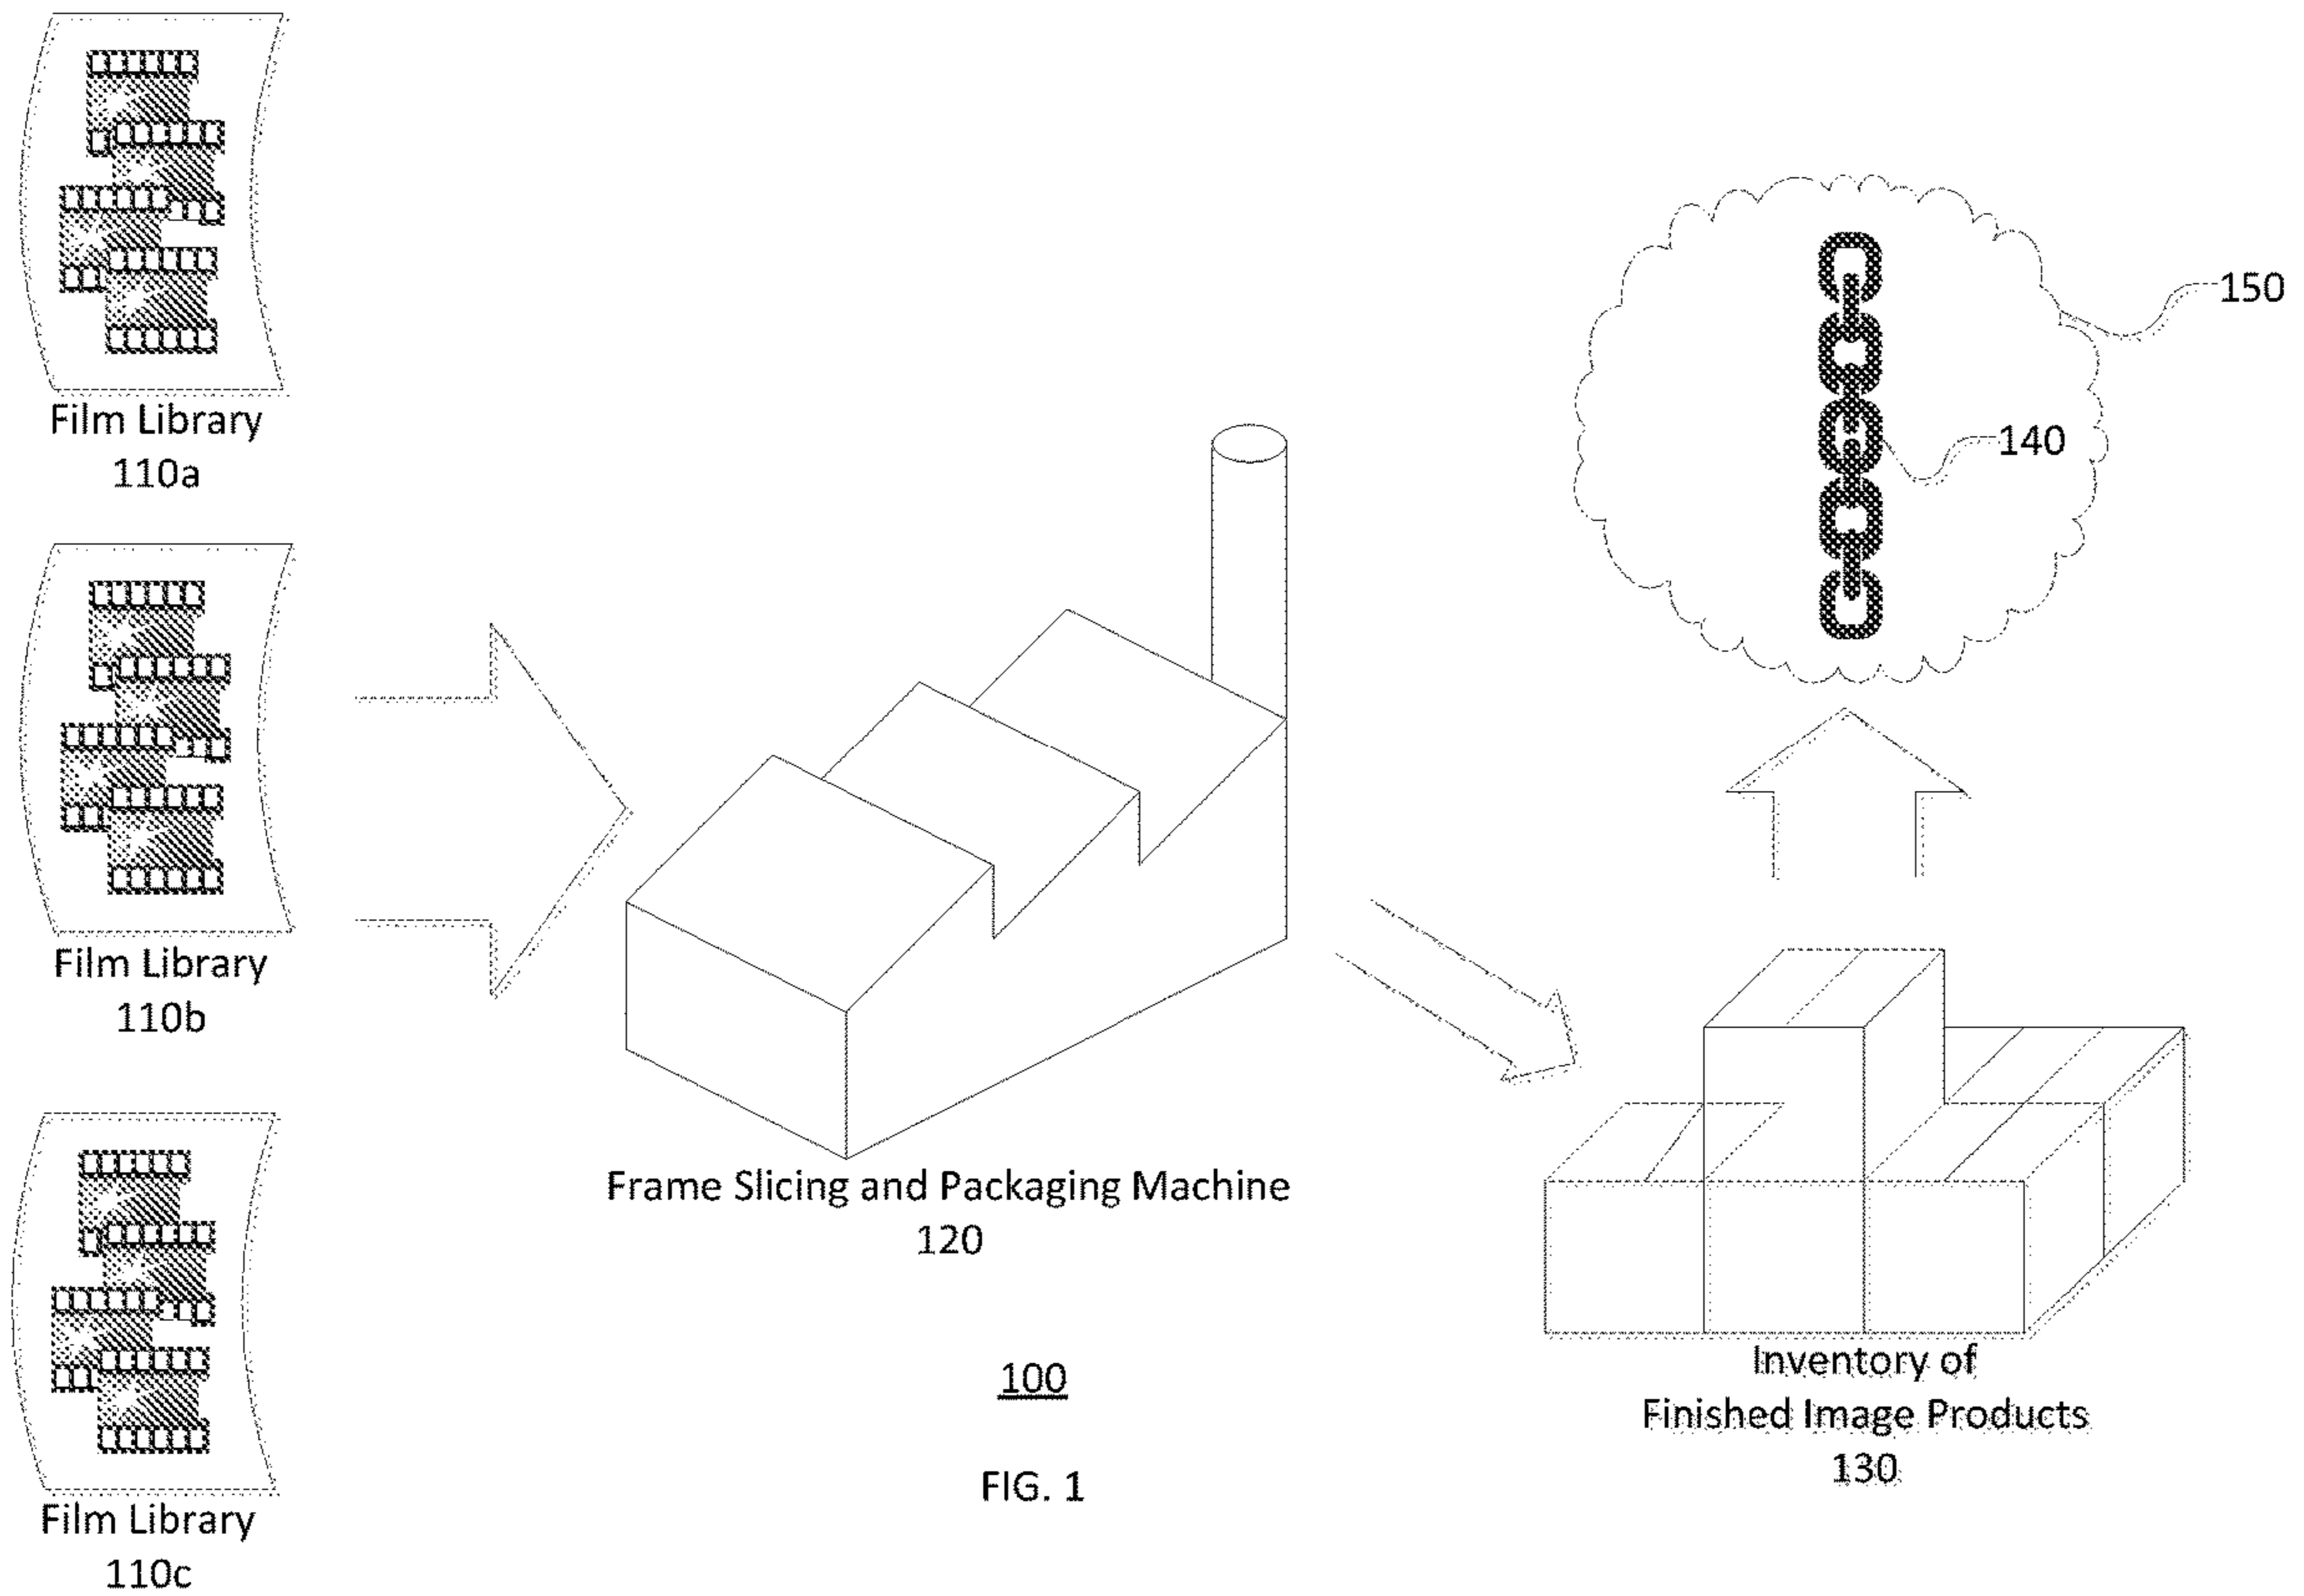 Film Library
110a
Film Library
110b
Film Library
110c
Frame Slicing and Packaging Machine
120
100
FIG. 1
150
140
Inventory of
Finished Image Products
130